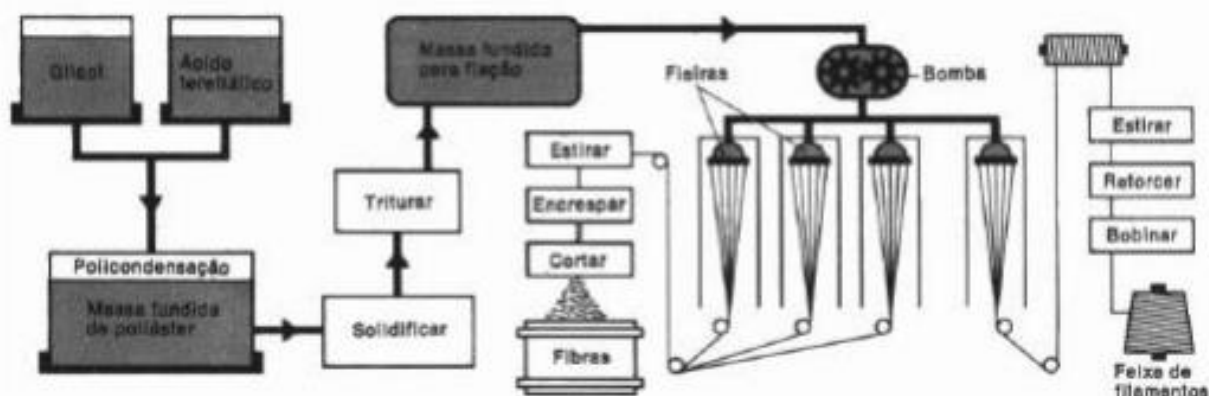 Glicol
Ácido
tereftálico
Policondensação
Massa fundida
de poliéster
Solidificar
Triturar
Massa fundida
para fiação
Bomba
Fieiras
Estirar
Encrespar
Cortar
Fibras
Estirar
Retorcer
Bobinar
Feixe de
filamentos